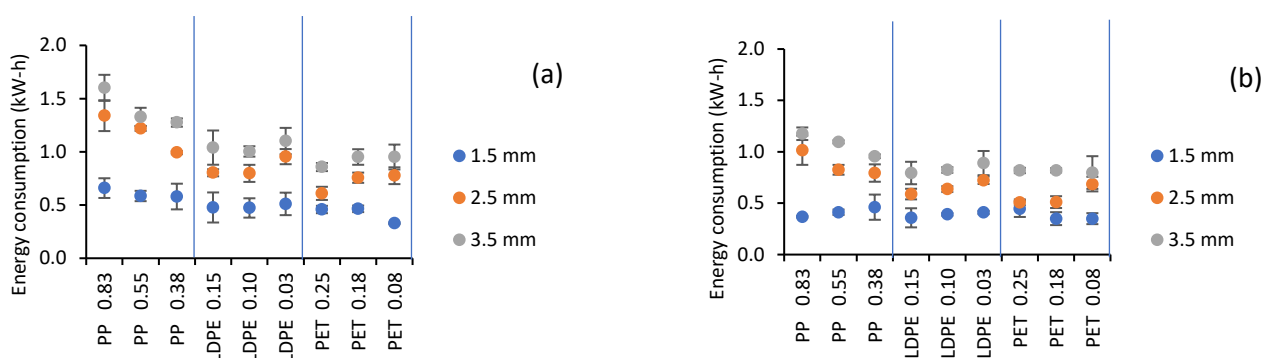 (a)
Energy consumption (kW-h)
2.0
1.5
1.0
0.5
0.0
PP 0.83
PP 0.55
PP 0.38
LDPE 0.15
LDPE 0.10
LDPE 0.03
PET 0.25
PET 0.18
PET 0.08
1.5 mm
2.5 mm
3.5 mm
(b)
Energy consumption (kW-h)
2.0
1.5
1.0
0.5
0.0
PP 0.83
PP 0.55
PP 0.38
LDPE 0.15
LDPE 0.10
LDPE 0.03
PET 0.25
PET 0.18
PET 0.08
1.5 mm
2.5 mm
3.5 mm